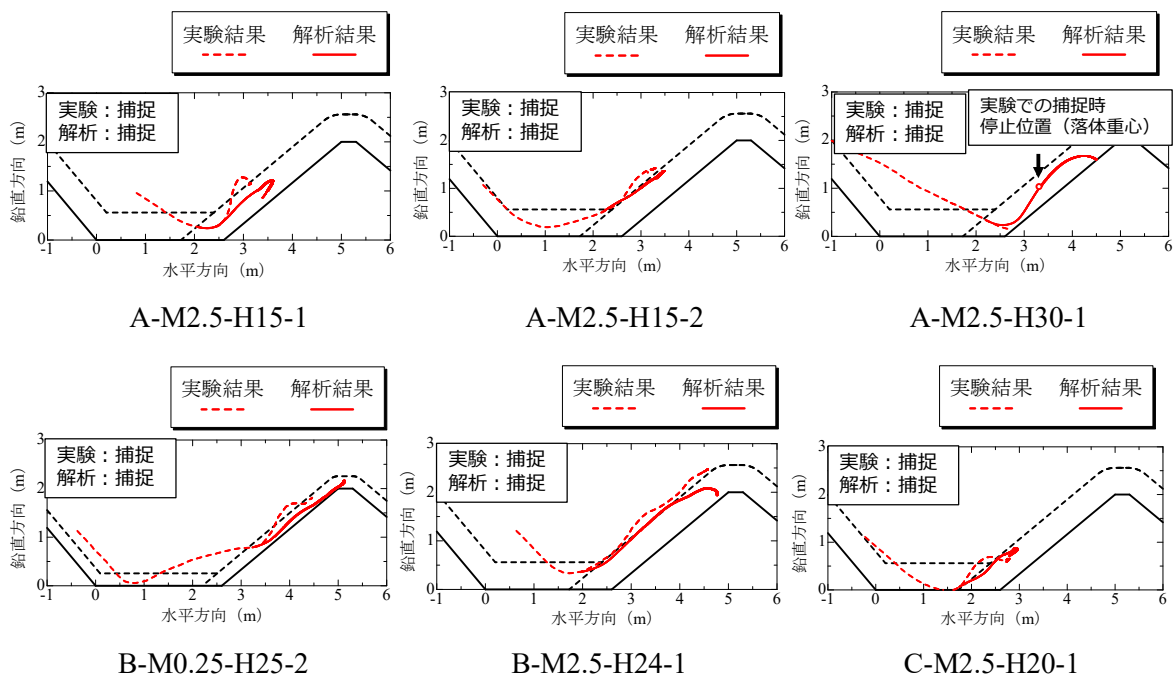 実験結果 解析結果
実験結果 解析結果
実験結果 解析結果
実験：捕捉
解析：捕捉
鉛直方向 (m)
3
2
1
0
-1 0 1 2 3 4 5 6
水平方向 (m)
A-M2.5-H15-1
実験：捕捉
解析：捕捉
鉛直方向 (m)
3
2
1
0
-1 0 1 2 3 4 5 6
水平方向 (m)
A-M2.5-H15-2
実験：捕捉
解析：捕捉
実験での捕捉時
停止位置（落体重心）
鉛直方向 (m)
3
2
1
0
-1 0 1 2 3 4 5 6
水平方向 (m)
A-M2.5-H30-1
実験結果 解析結果
実験結果 解析結果
実験結果 解析結果
実験：捕捉
解析：捕捉
鉛直方向 (m)
3
2
1
0
-1 0 1 2 3 4 5 6
水平方向 (m)
B-M0.25-H25-2
実験：捕捉
解析：捕捉
鉛直方向 (m)
3
2
1
0
-1 0 1 2 3 4 5 6
水平方向 (m)
B-M2.5-H24-1
実験：捕捉
解析：捕捉
鉛直方向 (m)
3
2
1
0
-1 0 1 2 3 4 5 6
水平方向 (m)
C-M2.5-H20-1